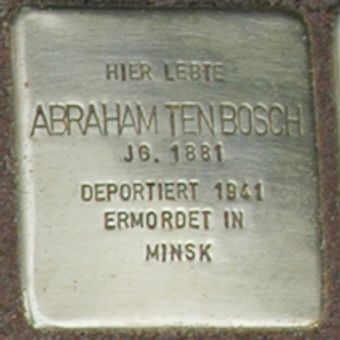 HIER LEBTE
ABRAHAM TEN BOSCH
JG. 1881
DEPORTIERT 1941
ERMORDET IN
MINSK